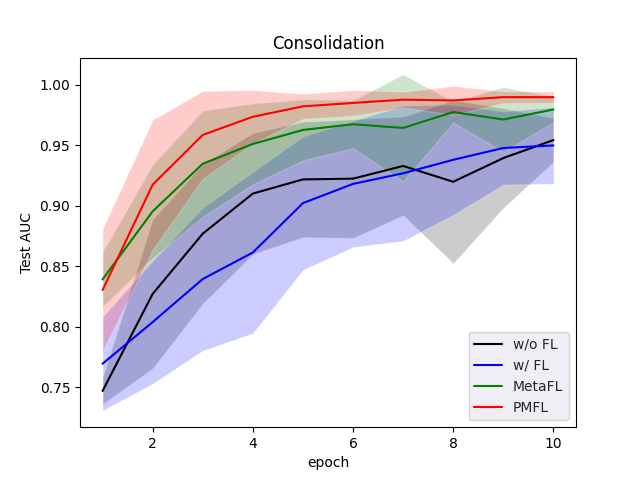 Consolidation
1.00
0.95
0.90
0.85
0.80
0.75
Test AUC
2
4
6
8
10
epoch
w/o FL
w/ FL
MetaFL
PMFL